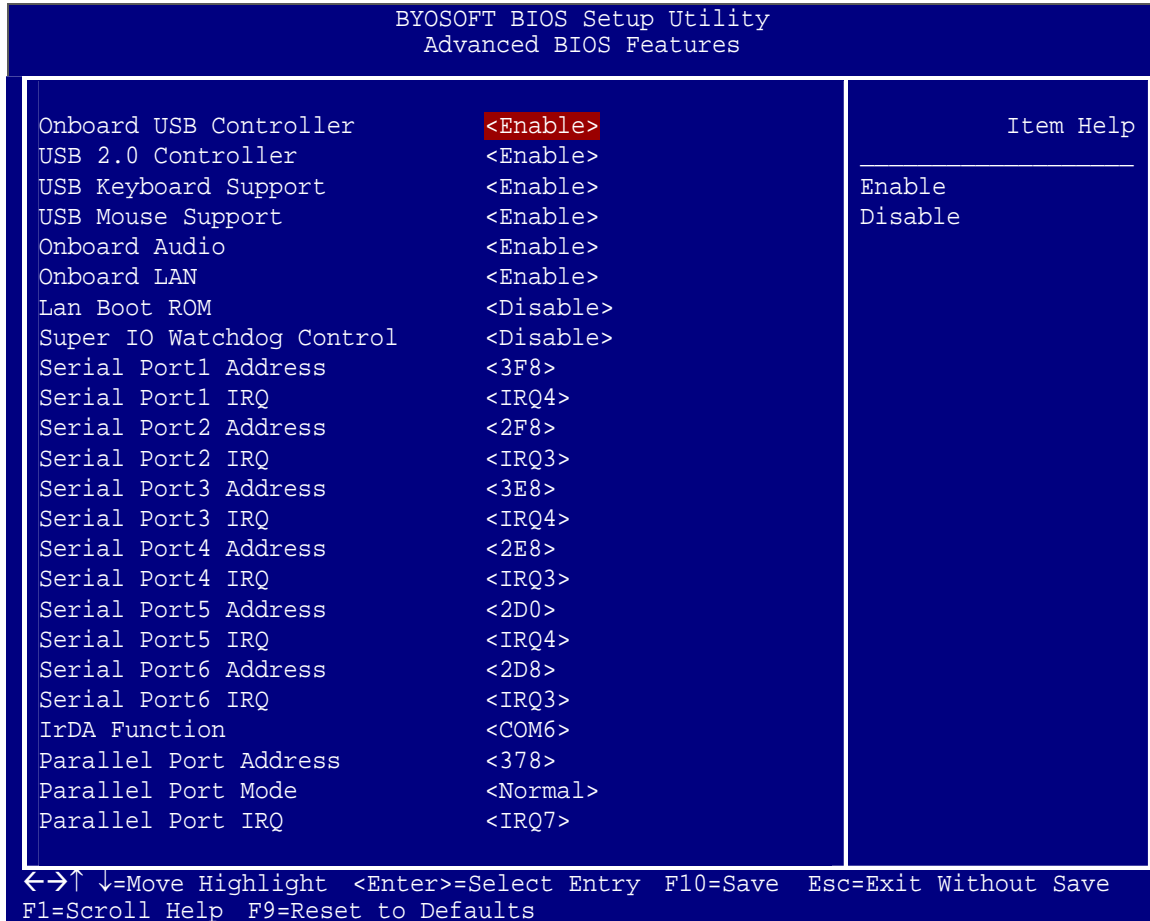 BYOSOFT BIOS Setup Utility
Advanced BIOS Features
Onboard USB Controller <Enable>
USB 2.0 Controller <Enable>
USB Keyboard Support <Enable>
USB Mouse Support <Enable>
Onboard Audio <Enable>
Onboard LAN <Enable>
Lan Boot ROM <Disable>
Super IO Watchdog Control <Disable>
Serial Port1 Address <3F8>
Serial Port1 IRQ <IRQ4>
Serial Port2 Address <2F8>
Serial Port2 IRQ <IRQ3>
Serial Port3 Address <3E8>
Serial Port3 IRQ <IRQ4>
Serial Port4 Address <2E8>
Serial Port4 IRQ <IRQ3>
Serial Port5 Address <2D0>
Serial Port5 IRQ <IRQ4>
Serial Port6 Address <2D8>
Serial Port6 IRQ <IRQ3>
IrDA Function <COM6>
Parallel Port Address <378>
Parallel Port Mode <Normal>
Parallel Port IRQ <IRQ7>
Item Help
Enable
Disable
←→↑ ↓=Move Highlight <Enter>=Select Entry F10=Save Esc=Exit Without Save
F1=Scroll Help F9=Reset to Defaults